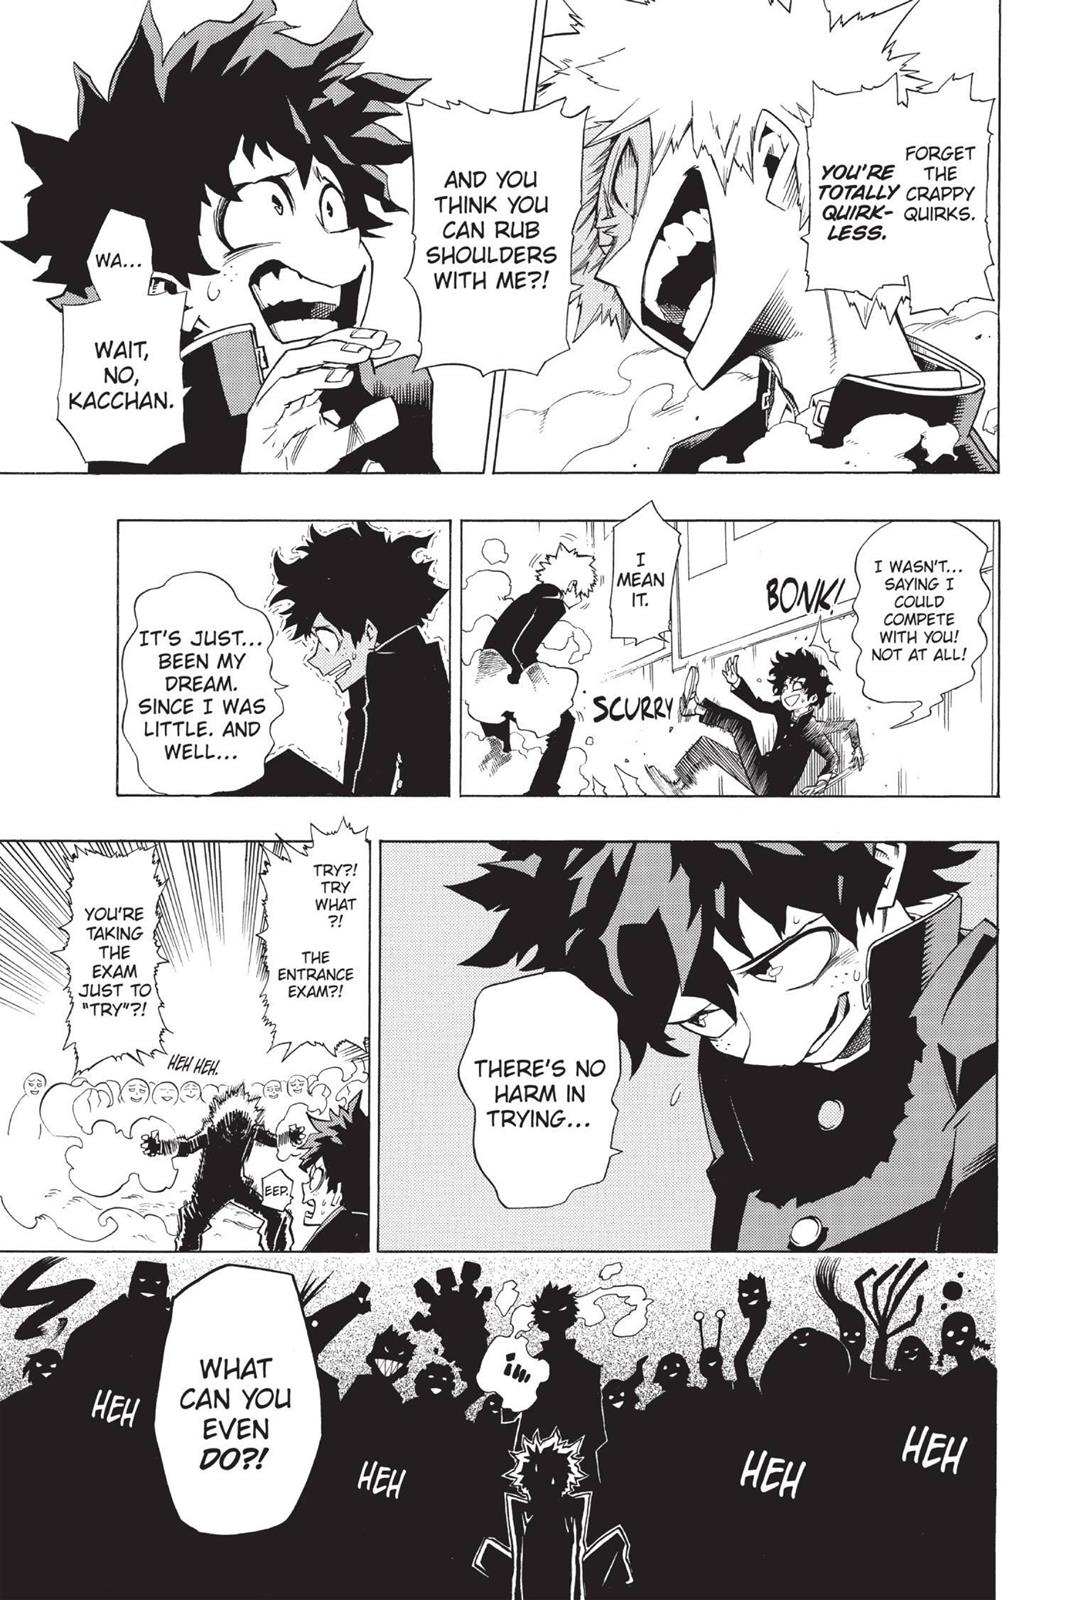 FORGET
THE
CRAPPY
QUIRKS.
YOU'RE
TOTALLY
QUIRK-
LESS.
AND YOU
THINK YOU
CAN RUB
SHOULDERS
WITH ME?!
WA...
WAIT,
NO,
KACCHAN.
I WASN'T...
SAYING I
COULD
COMPETE
WITH YOU!
NOT AT ALL!
BONK!
SCURRY
I
MEAN
IT.
IT'S JUST...
BEEN MY
DREAM.
SINCE I WAS
LITTLE. AND
WELL...
THERE'S NO
HARM IN
TRYING...
TRY?!
TRY
WHAT
?!
THE
ENTRANCE
EXAM?!
YOU'RE
TAKING
THE
EXAM
JUST TO
"TRY"?!
HEH HEH.
EEP.
WHAT
CAN YOU
EVEN
DO?!
!!...
HEH
HEH
HEH
HEH